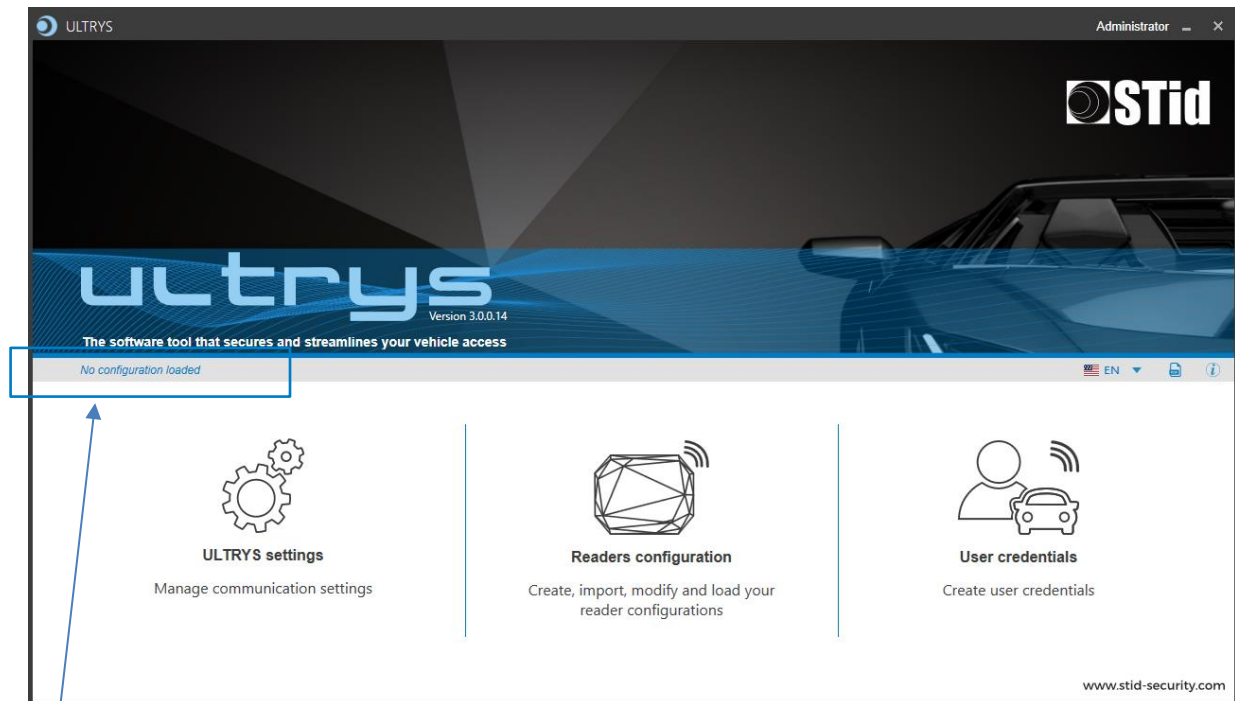 ULTRYS
Administrator
STid
ultrys
Version 3.0.0.14
The software tool that secures and streamlines your vehicle access
No configuration loaded
EN
ULTRYS settings
Manage communication settings
Readers configuration
Create, import, modify and load your
reader configurations
User credentials
Create user credentials
www.stid-security.com